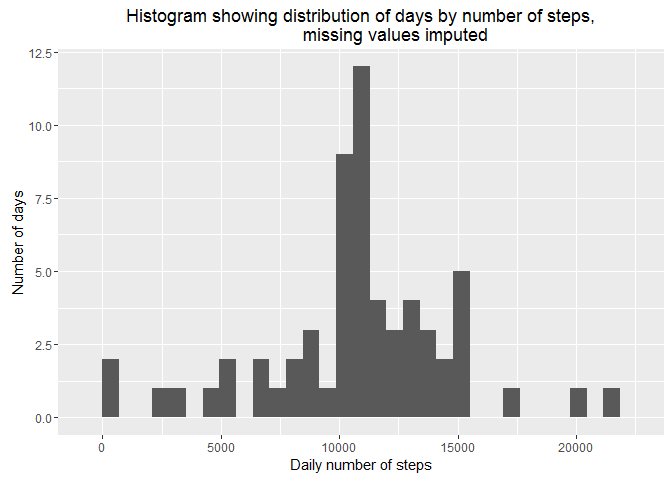 Histogram showing distribution of days by number of steps,
missing values imputed
12.5
10.0
7.5
5.0
2.5
0.0
Number of days
0 5000 10000 15000 20000
Daily number of steps